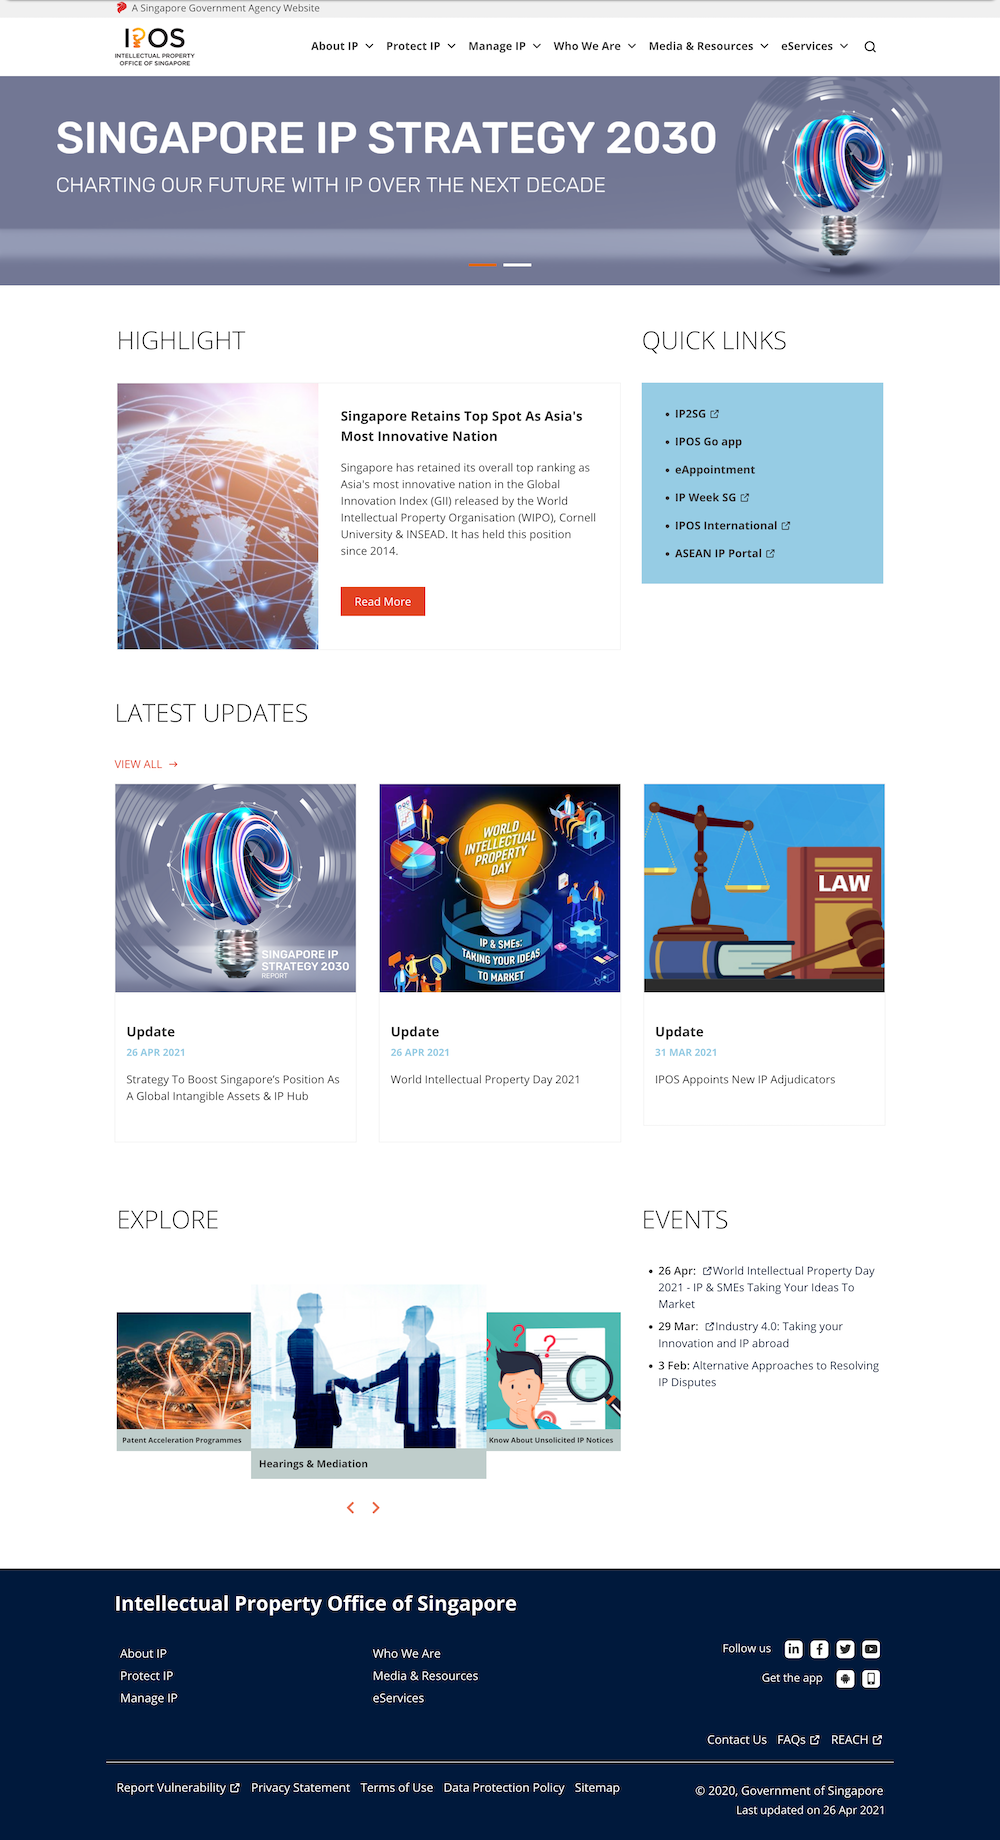 A Singapore Government Agency Website
IPOS
INTELLECTUAL PROPERTY
OFFICE OF SINGAPORE
About IP Protect IP Manage IP Who We Are Media & Resources eServices
SINGAPORE IP STRATEGY 2030
CHARTING OUR FUTURE WITH IP OVER THE NEXT DECADE
HIGHLIGHT
Singapore Retains Top Spot As Asia's
Most Innovative Nation
Singapore has retained its overall top ranking as
Asia's most innovative nation in the Global
Innovation Index (GII) released by the World
Intellectual Property Organisation (WIPO), Cornell
University & INSEAD. It has held this position
since 2014.
Read More
QUICK LINKS
• IP2SG
• IPOS Go app
• eAppointment
• IP Week SG
• IPOS International
• ASEAN IP Portal
LATEST UPDATES
VIEW ALL →
SINGAPORE IP
STRATEGY 2030
REPORT
Update
26 APR 2021
Strategy To Boost Singapore's Position As
A Global Intangible Assets & IP Hub
WORLD
INTELLECTUAL
PROPERTY
DAY
IP & SMEs:
TAKING YOUR IDEAS
TO MARKET
Update
26 APR 2021
World Intellectual Property Day 2021
LAW
Update
31 MAR 2021
IPOS Appoints New IP Adjudicators
EXPLORE
Patent Acceleration Programmes
Hearings & Mediation
? ?
Know About Unsolicited IP Notices
EVENTS
• 26 Apr: World Intellectual Property Day
2021 - IP & SMEs Taking Your Ideas To
Market
• 29 Mar: Industry 4.0: Taking your
Innovation and IP abroad
• 3 Feb: Alternative Approaches to Resolving
IP Disputes
Intellectual Property Office of Singapore
About IP
Protect IP
Manage IP
Who We Are
Media & Resources
eServices
Follow us
Get the app
Contact Us FAQs REACH
Report Vulnerability Privacy Statement Terms of Use Data Protection Policy Sitemap
© 2020, Government of Singapore
Last updated on 26 Apr 2021